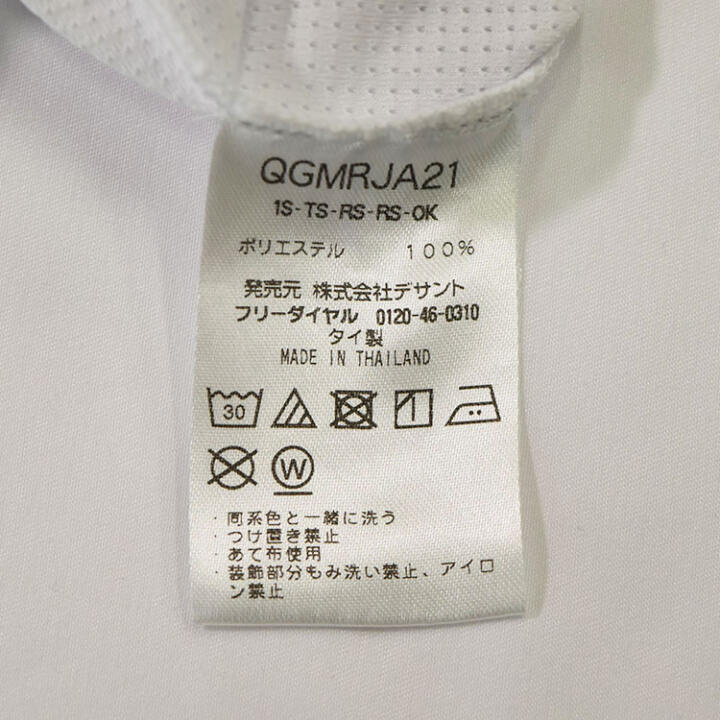 QGMRJA21
1S-TS-RS-RS-OK
ポリエステル 100%
発売元 株式会社デサント
フリーダイヤル 0120-46-0310
タイ製
MADE IN THAILAND
30
W
・同系色と一緒に洗う
・つけ置き禁止
・あて布使用
・装飾部分もみ洗い禁止、アイロ
ン禁止